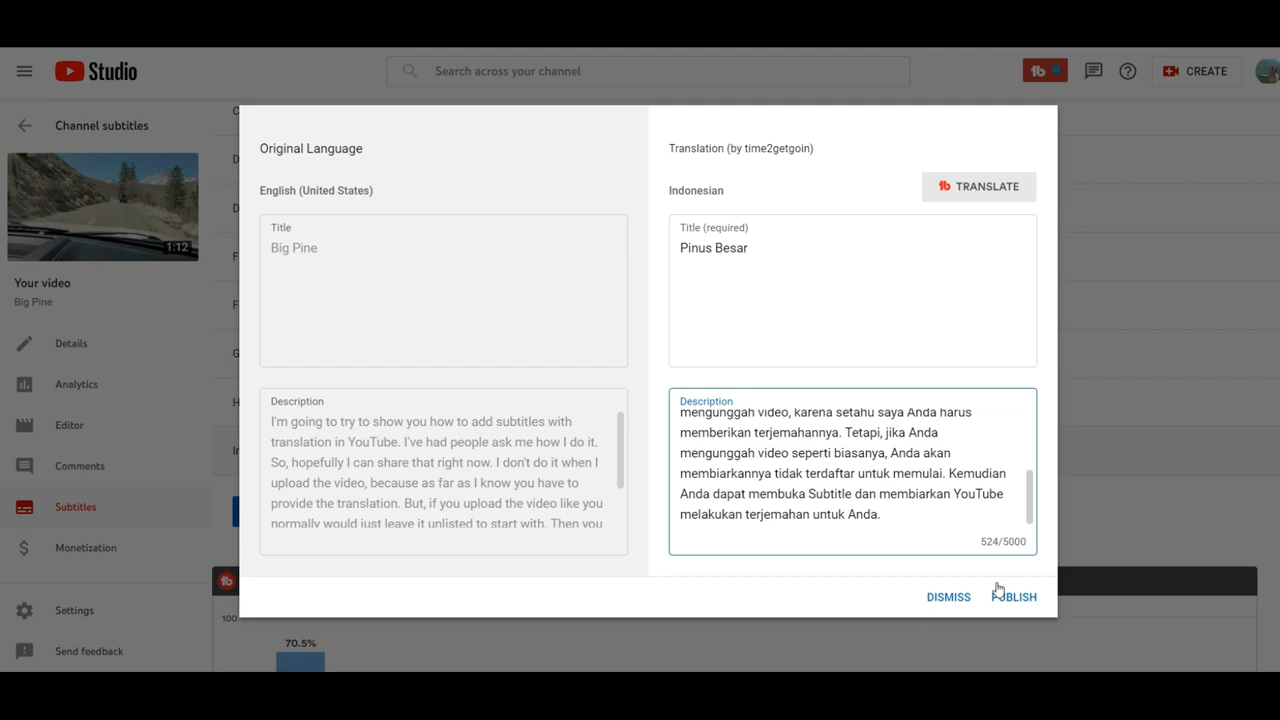 Studio
Search across your channel
tb
CREATE
Channel subtitles
1:12
Your video
Big Pine
Details
Analytics
Editor
Comments
Subtitles
Monetization
Settings
Send feedback
Original Language
English (United States)
Title
Big Pine
Description
I'm going to try to show you how to add subtitles with
translation in YouTube. I've had people ask me how I do it.
So, hopefully I can share that right now. I don't do it when I
upload the video, because as far as I know you have to
provide the translation. But, if you upload the video like you
normally would just leave it unlisted to start with. Then you
Translation (by time2getgoin)
Indonesian
tb TRANSLATE
Title (required)
Pinus Besar
Description
mengunggah video, karena setahu saya Anda harus
memberikan terjemahannya. Tetapi, jika Anda
mengunggah video seperti biasanya, Anda akan
membiarkannya tidak terdaftar untuk memulai. Kemudian
Anda dapat membuka Subtitle dan membiarkan YouTube
melakukan terjemahan untuk Anda.
524/5000
DISMISS
PUBLISH
tb
100
70.5%